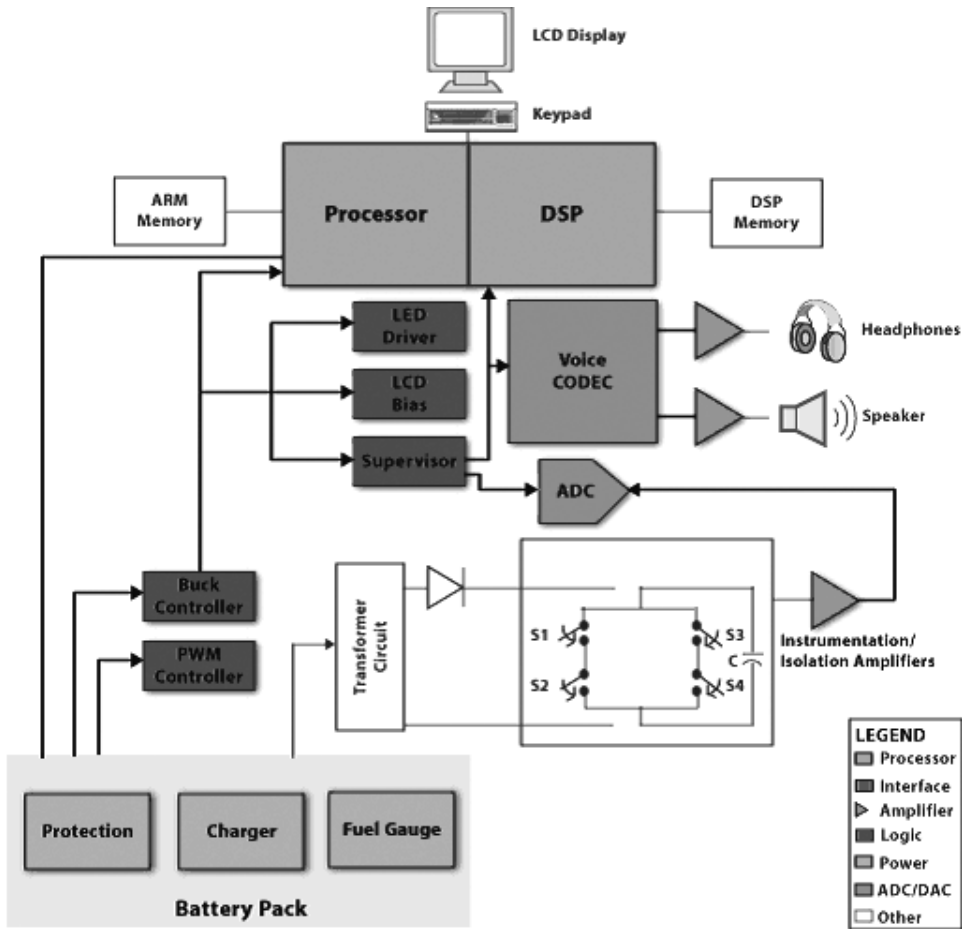 LCD Display
Keypad
ARM
Memory
Processor
DSP
DSP
Memory
LED
Driver
LCD
Bias
Supervisor
Voice
CODEC
Headphones
Speaker
ADC
Buck
Controller
PWM
Controller
Transformer
Circuit
S1
S2
S3
S4
C
Instrumentation/
Isolation Amplifiers
Protection
Charger
Fuel Gauge
Battery Pack
LEGEND
Processor
Interface
Amplifier
Logic
Power
ADC/DAC
Other